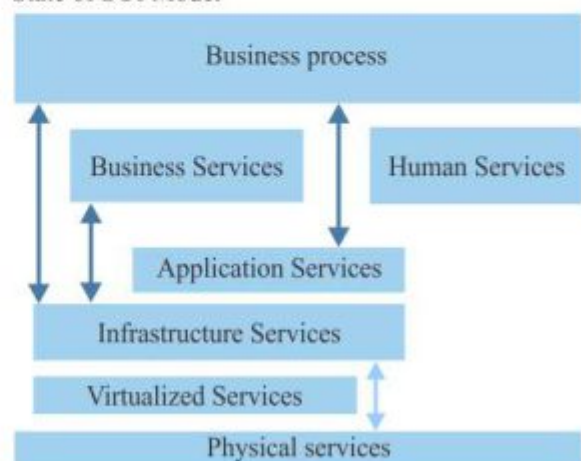 Business process
Business Services
Human Services
Application Services
Infrastructure Services
Virtualized Services
Physical services